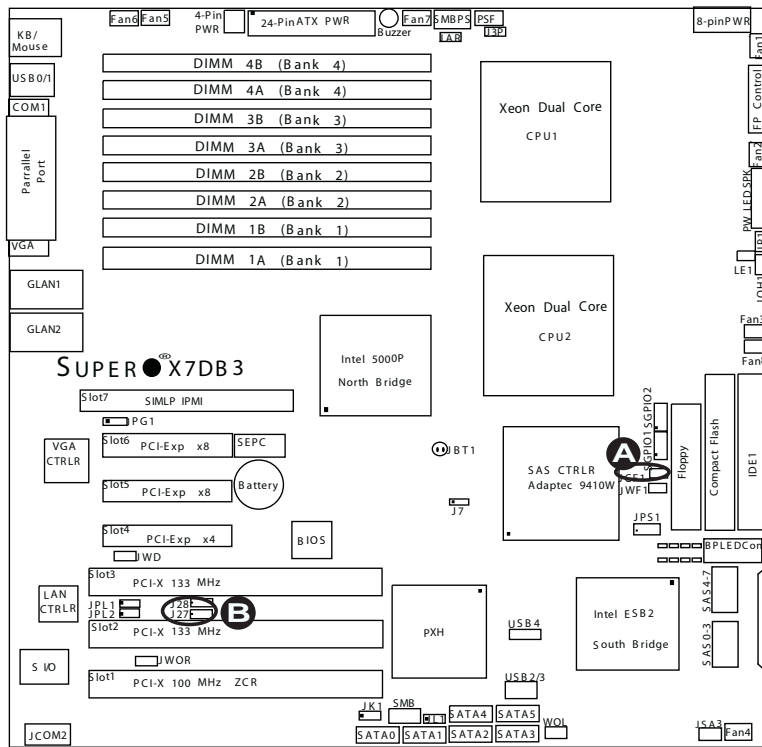 Fan6
Fan5
4-Pin
PWR
24-PinATX PWR
Buzzer
Fan7
SMBPS
PSF
JAR
J3P
8-pinPWR
KB/
Mouse
USB0/1
COM1
Parrallel
Port
VGA
GLAN1
GLAN2
DIMM 4B (Bank 4)
DIMM 4A (Bank 4)
DIMM 3B (Bank 3)
DIMM 3A (Bank 3)
DIMM 2B (Bank 2)
DIMM 2A (Bank 2)
DIMM 1B (Bank 1)
DIMM 1A (Bank 1)
Xeon Dual Core
CPU1
Xeon Dual Core
CPU2
Fan1
FP Control
Fan2
PW LED SPK
LE1
JOH1
Fan3
Fan8
Intel 5000P
North Bridge
SUPER ® X7DB3
Slot7
SIMLP IPMI
JPG1
Slot6
PCI-Exp x8
SEPC
VGA
CTRLR
Slot5
PCI-Exp x8
Battery
Slot4
PCI-Exp x4
BIOS
JWD
JBT1
J7
SAS CTRLR
Adaptec 9410W
SGPIO1
SGPIO2
A
JCF1
JWF1
JPS1
Floppy
Compact Flash
IDE1
BPLEDCon
Slot3
PCI-X 133 MHz
LAN
CTRLR
JPL1
JPL2
J28
J27
B
Slot2
PCI-X 133 MHz
S I/O
JWOR
Slot1
PCI-X 100 MHz ZCR
PXH
USB4
Intel ESB2
South Bridge
SAS4-7
SAS0-3
USB2/3
JCOM2
JK1
SMB
JL1
SATA4
SATA5
SATA0
SATA1
SATA2
SATA3
WOL
JSA3
Fan4